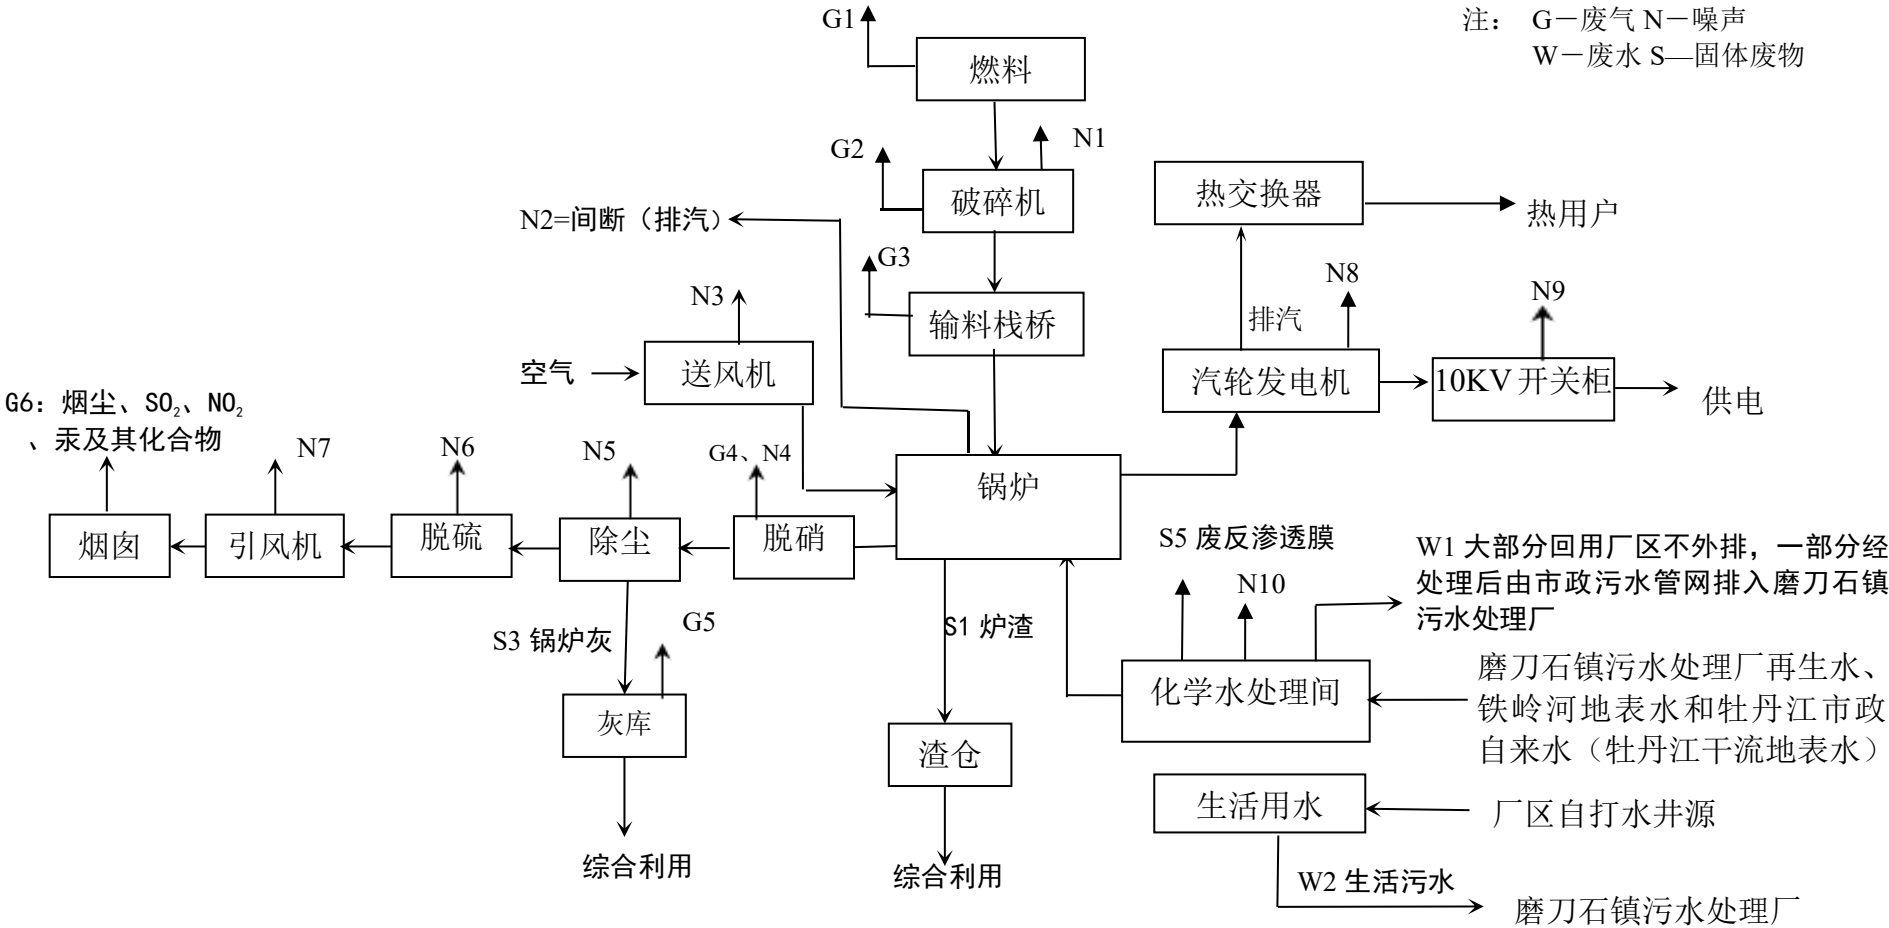 G1
注： G－废气 N－噪声
W－废水 S—固体废物
燃料
G2
N1
破碎机
热交换器
热用户
N2=间断（排汽）
G3
输料栈桥
N3
空气
送风机
N8
N9
排汽
汽轮发电机
10KV 开关柜
供电
G6：烟尘、SO₂、NO₂
、汞及其化合物
N7
N6
N5
G4、N4
锅炉
烟囱
引风机
脱硫
除尘
脱硝
S5 废反渗透膜
N10
W1 大部分回用厂区不外排，一部分经
处理后由市政污水管网排入磨刀石镇
污水处理厂
S3 锅炉灰
G5
S1 炉渣
灰库
渣仓
化学水处理间
磨刀石镇污水处理厂再生水、
铁岭河地表水和牡丹江市政
自来水（牡丹江干流地表水）
生活用水
厂区自打水井源
综合利用
综合利用
W2 生活污水
磨刀石镇污水处理厂